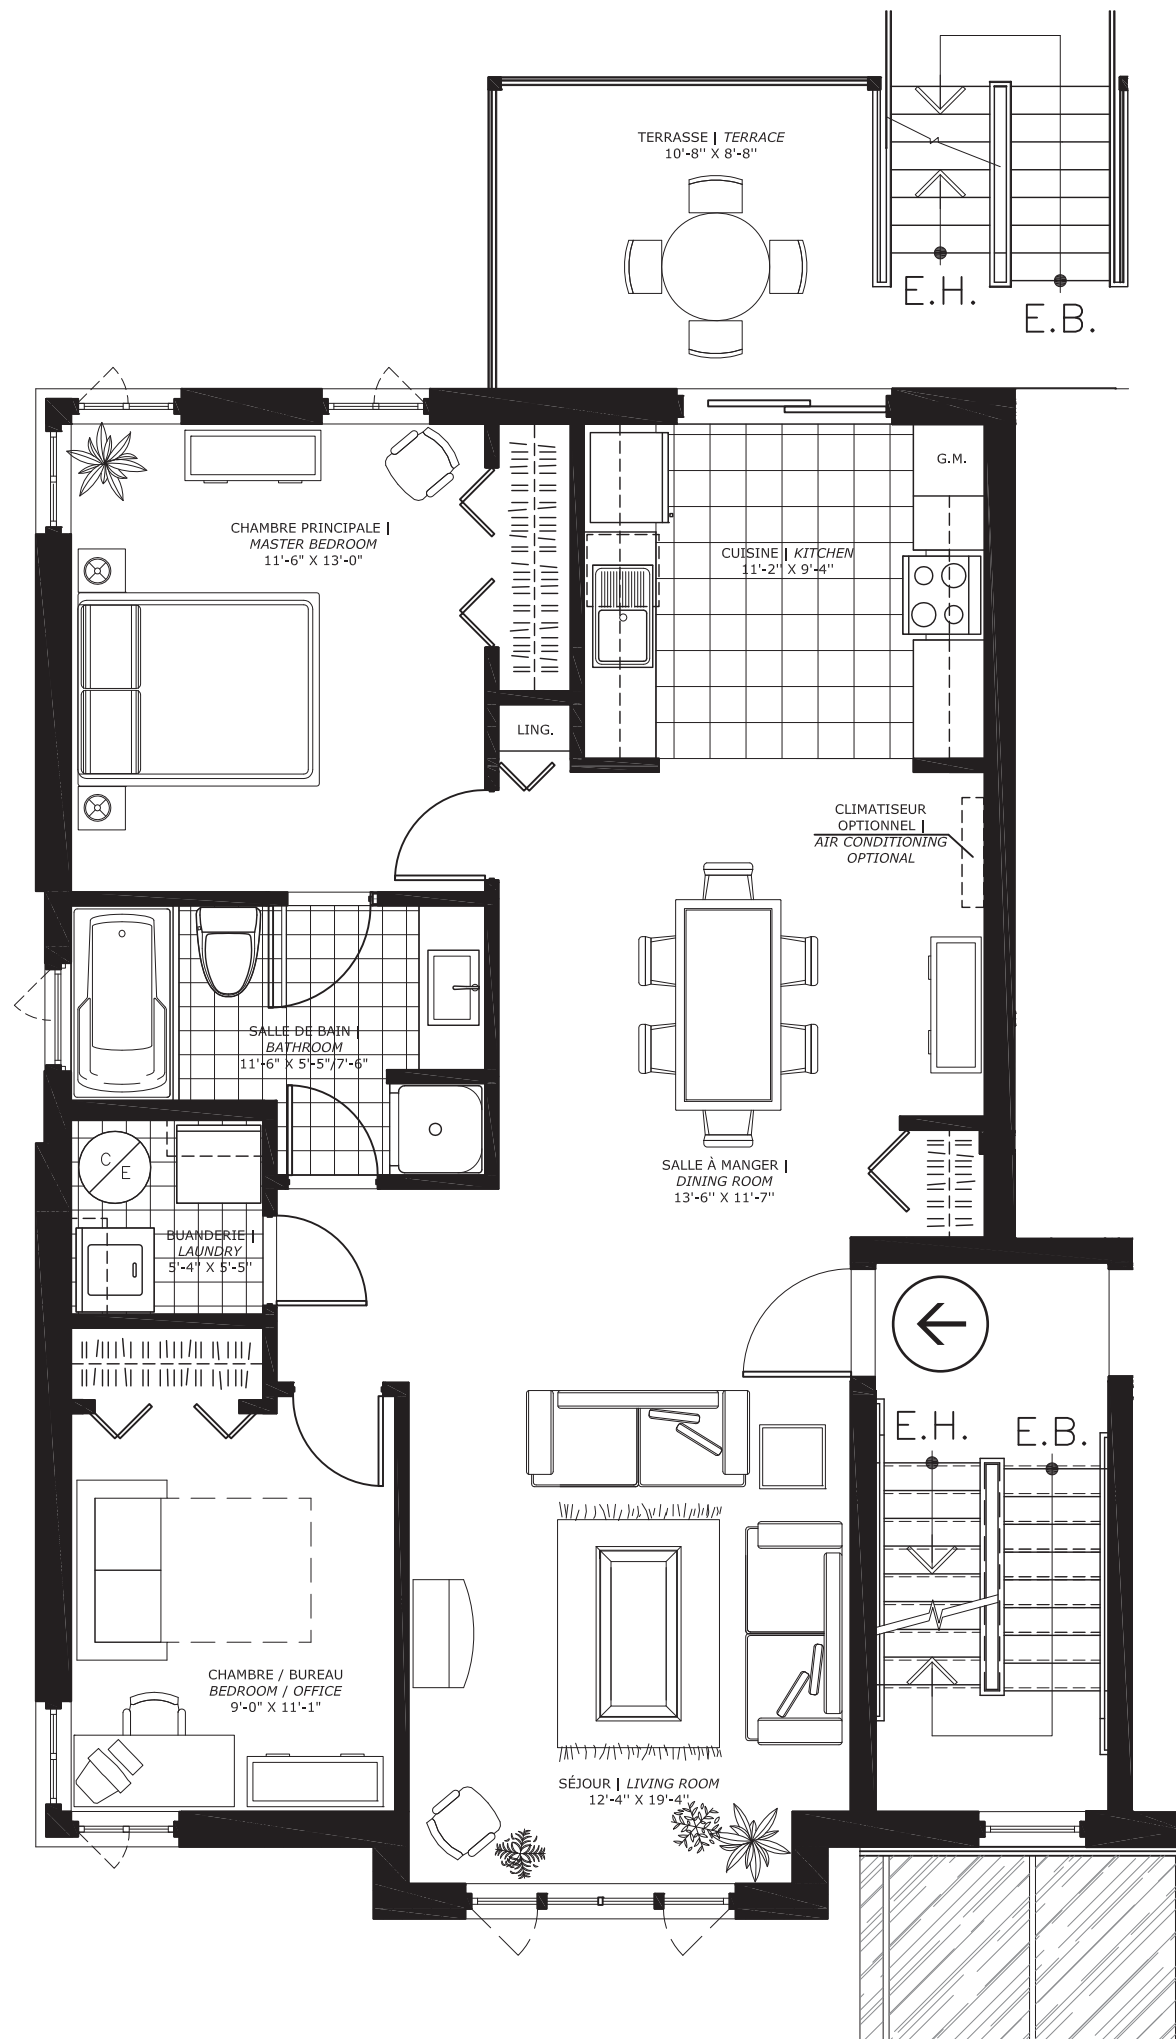 TERRASSE | TERRACE
10'-8'' X 8'-8''
E.H.
E.B.
G.M.
CHAMBRE PRINCIPALE |
MASTER BEDROOM
11'-6" X 13'-0"
CUISINE | KITCHEN
11'-2'' X 9'-4''
LING.
CLIMATISEUR
OPTIONNEL |
AIR CONDITIONING
OPTIONAL
SALLE DE BAIN |
BATHROOM
11'-6" X 5'-5"/7'-6"
C
E
SALLE À MANGER |
DINING ROOM
13'-6'' X 11'-7''
BUANDERIE |
LAUNDRY
5'-4" X 5'-5"
E.H.
E.B.
CHAMBRE / BUREAU
BEDROOM / OFFICE
9'-0" X 11'-1"
SÉJOUR | LIVING ROOM
12'-4'' X 19'-4''